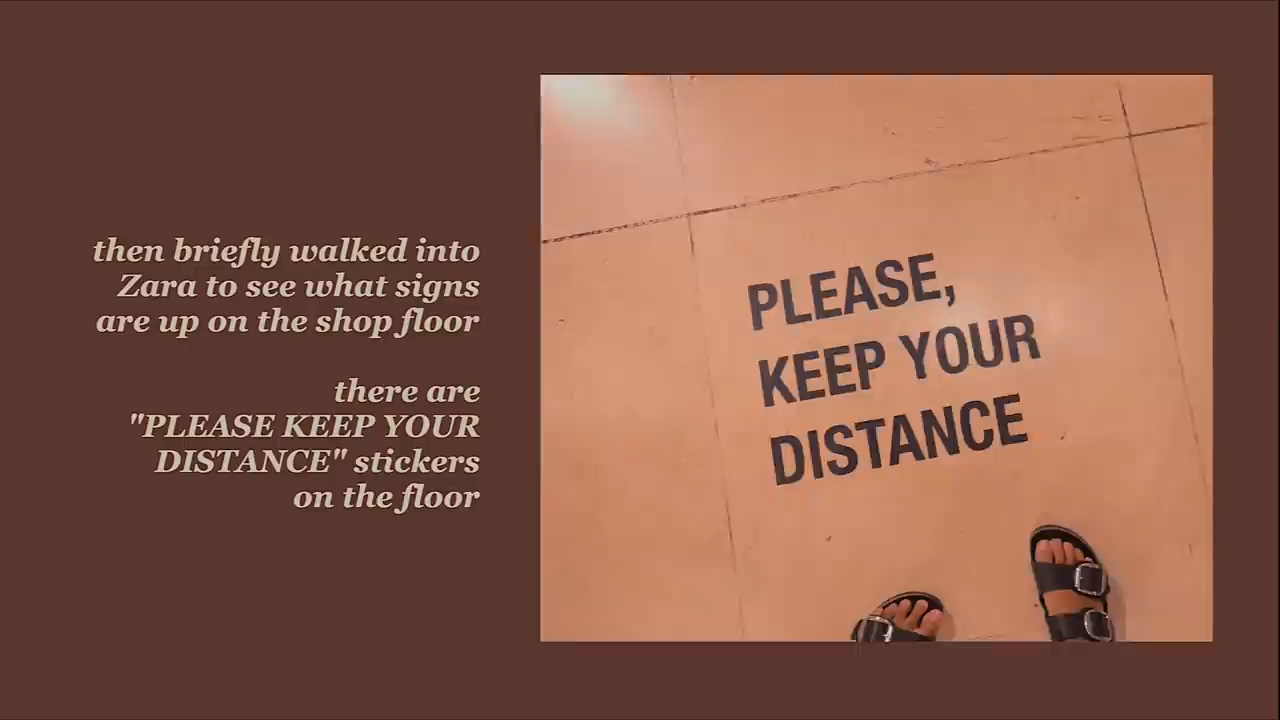 then briefly walked into
Zara to see what signs
are up on the shop floor
there are
"PLEASE KEEP YOUR
DISTANCE" stickers
on the floor
PLEASE,
KEEP YOUR
DISTANCE